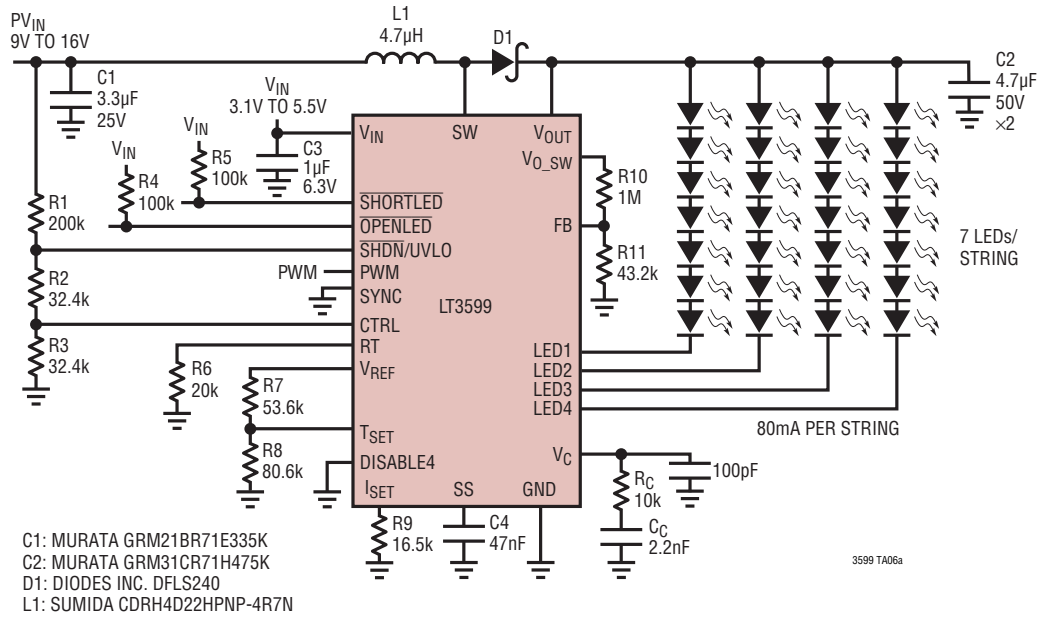 PVIN
9V TO 16V
L1
4.7µH
D1
C1
3.3µF
25V
VIN
3.1V TO 5.5V
C2
4.7µF
50V
×2
VIN
VIN
R5
100k
C3
1µF
6.3V
R4
100k
R1
200k
R2
32.4k
R3
32.4k
PWM
VIN
SW
VOUT
VO_SW
SHORTLED
OPENLED
SHDN/UVLO
PWM
SYNC
CTRL
RT
VREF
TSET
DISABLE4
ISET
SS
GND
FB
LT3599
LED1
LED2
LED3
LED4
VC
R10
1M
R11
43.2k
7 LEDs/
STRING
80mA PER STRING
R6
20k
R7
53.6k
R8
80.6k
R9
16.5k
C4
47nF
RC
10k
CC
2.2nF
100pF
C1: MURATA GRM21BR71E335K
C2: MURATA GRM31CR71H475K
D1: DIODES INC. DFLS240
L1: SUMIDA CDRH4D22HPNP-4R7N
3599 TA06a